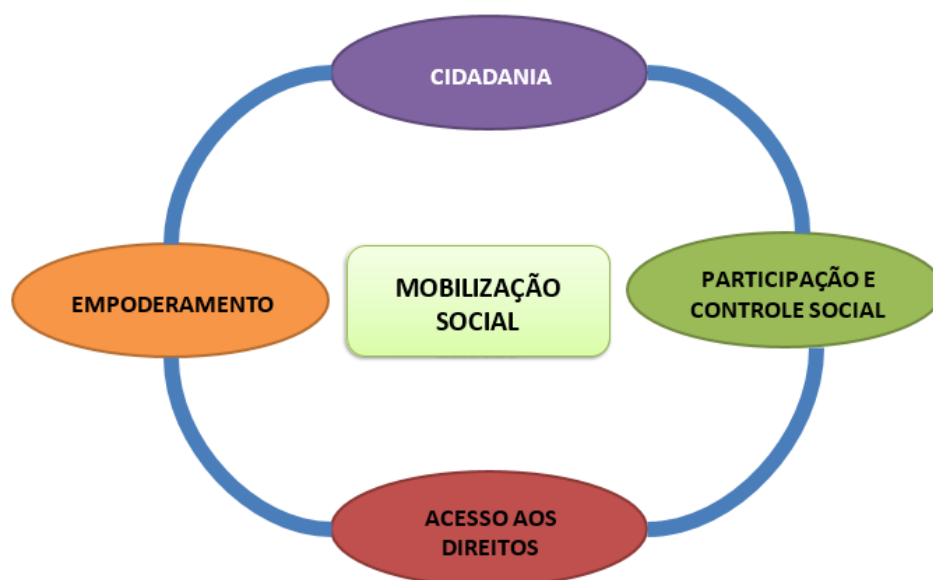 CIDADANIA
EMPODERAMENTO
MOBILIZAÇÃO
SOCIAL
PARTICIPAÇÃO E
CONTROLE SOCIAL
ACESSO AOS
DIREITOS